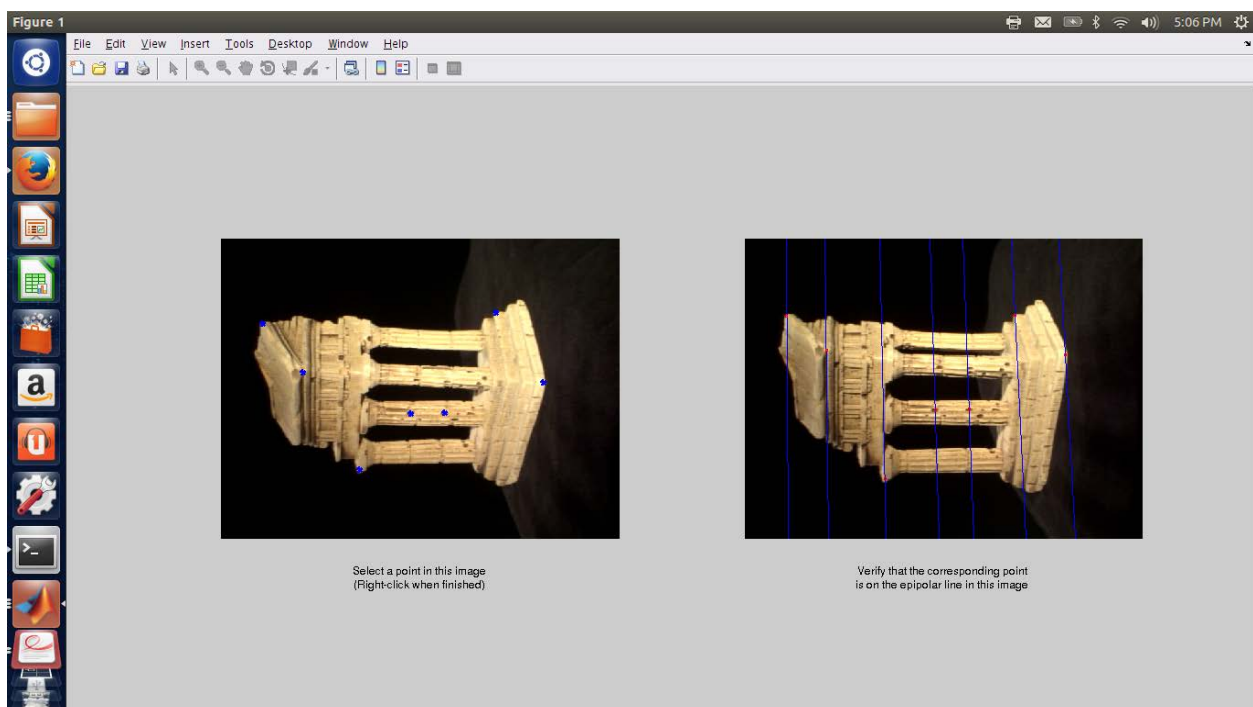 Figure 1
5:06 PM
File Edit View Insert Tools Desktop Window Help
a
Select a point in this image
(Right-click when finished)
Verify that the corresponding point
is on the epipolar line in this image